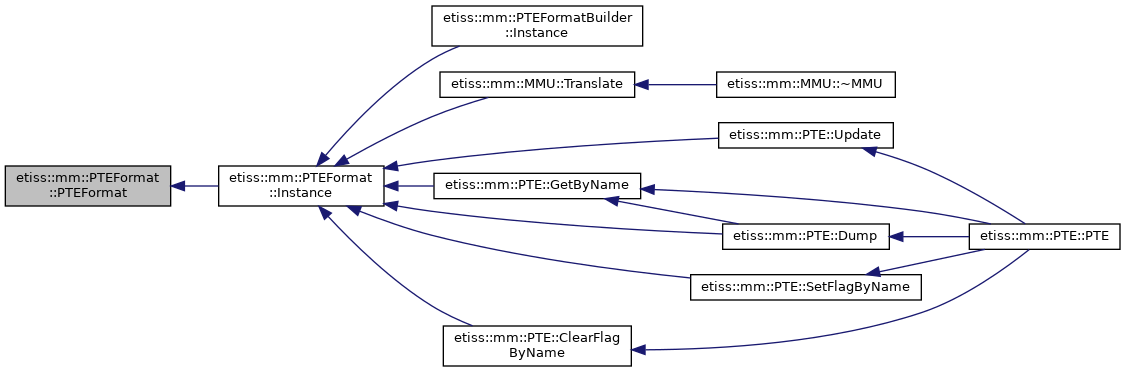 etiss::mm::PTEFormatBuilder
::Instance
etiss::mm::MMU::Translate
etiss::mm::MMU::~MMU
etiss::mm::PTE::Update
etiss::mm::PTEFormat
::PTEFormat
etiss::mm::PTEFormat
::Instance
etiss::mm::PTE::GetByName
etiss::mm::PTE::Dump
etiss::mm::PTE::PTE
etiss::mm::PTE::SetFlagByName
etiss::mm::PTE::ClearFlag
ByName